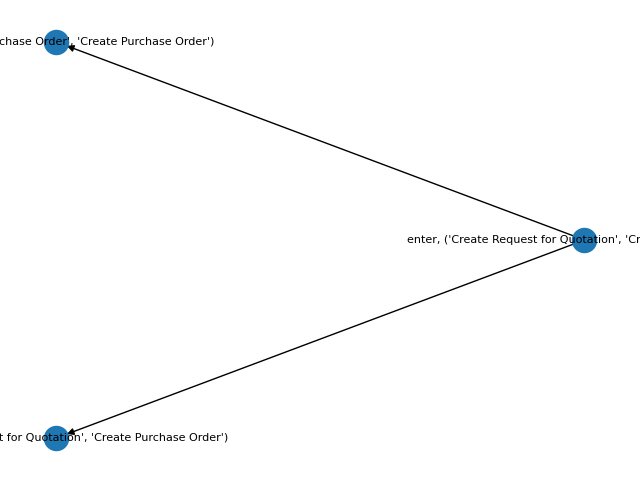 chase Order', 'Create Purchase Order')
enter, ('Create Request for Quotation', 'Cr
t for Quotation', 'Create Purchase Order')